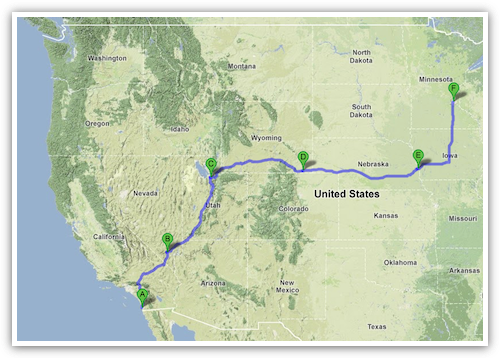 Washington
Montana
North
Dakota
Minnesota
F
Oregon
Idaho
South
Dakota
Wyoming
C
D
E
Iowa
Nebraska
Nevada
Utah
United States
Colorado
Kansas
Missouri
California
B
Oklahoma
Arkansas
Arizona
New
Mexico
A
Texas